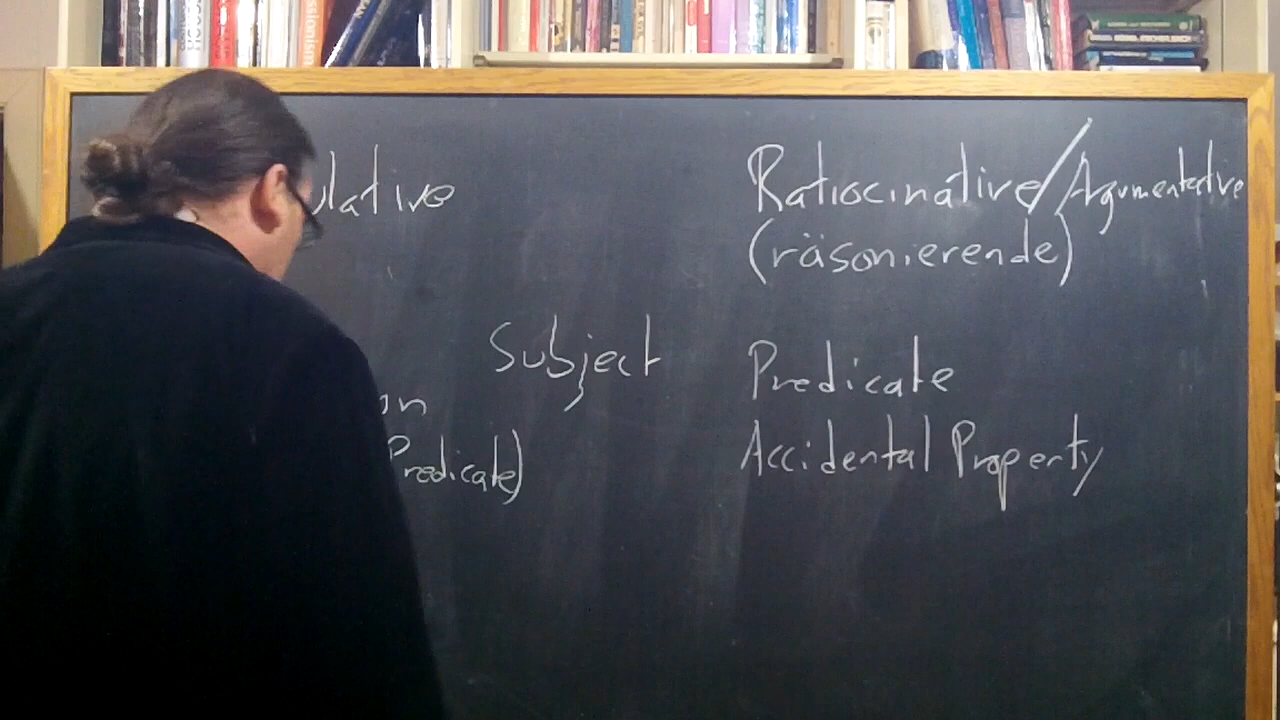 ulative
Ratiocinative/Argumentative
(räsonierende)
Subject
Predicate
on
Accidental Property
Predicate)